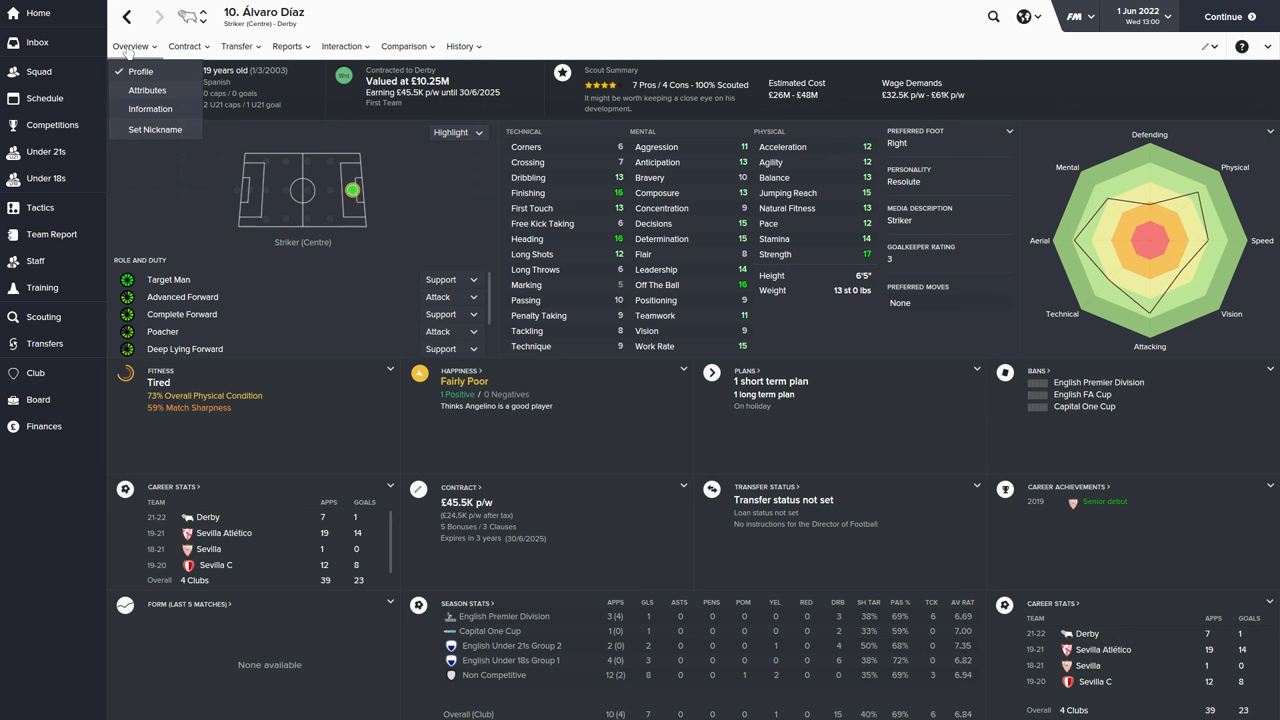 Home
Inbox
Squad
Schedule
Competitions
U21
Under 21s
U18
Under 18s
Tactics
Team Report
Staff
Training
Scouting
Transfers
Club
Board
Finances
10. Álvaro Díaz
Striker (Centre) - Derby
FM
1 Jun 2022
Wed 13:00
Continue
Overview
Contract
Transfer
Reports
Interaction
Comparison
History
?
Profile
Attributes
Information
Set Nickname
19 years old (1/3/2003)
Spanish
0 caps / 0 goals
2 U21 caps / 1 U21 goal
Wnt
Contracted to Derby
Valued at £10.25M
Earning £45.5K p/w until 30/6/2025
First Team
Scout Summary
7 Pros / 4 Cons - 100% Scouted
It might be worth keeping a close eye on his
development.
Estimated Cost
£26M - £48M
Wage Demands
£32.5K p/w - £61K p/w
Highlight
Striker (Centre)
ROLE AND DUTY
Target Man Support
Advanced Forward Attack
Complete Forward Support
Poacher Attack
Deep Lying Forward Support
TECHNICAL
Corners 6
Crossing 7
Dribbling 13
Finishing 16
First Touch 13
Free Kick Taking 6
Heading 16
Long Shots 12
Long Throws 6
Marking 5
Passing 10
Penalty Taking 9
Tackling 8
Technique 9
MENTAL
Aggression 11
Anticipation 13
Bravery 10
Composure 13
Concentration 9
Decisions 15
Determination 15
Flair 8
Leadership 14
Off The Ball 16
Positioning 9
Teamwork 11
Vision 9
Work Rate 15
PHYSICAL
Acceleration 12
Agility 12
Balance 13
Jumping Reach 15
Natural Fitness 13
Pace 12
Stamina 14
Strength 17
Height 6'5"
Weight 13 st 0 lbs
PREFERRED FOOT
Right
PERSONALITY
Resolute
MEDIA DESCRIPTION
Striker
GOALKEEPER RATING
3
PREFERRED MOVES
None
Defending
Physical
Speed
Vision
Attacking
Technical
Aerial
Mental
FITNESS
Tired
73% Overall Physical Condition
59% Match Sharpness
HAPPINESS >
Fairly Poor
1 Positive / 0 Negatives
Thinks Angelino is a good player
PLANS >
1 short term plan
1 long term plan
On holiday
BANS >
English Premier Division
English FA Cup
Capital One Cup
CAREER STATS >
TEAM APPS GOALS
21-22 Derby 7 1
19-21 Sevilla Atlético 19 14
18-21 Sevilla 1 0
19-20 Sevilla C 12 8
Overall 4 Clubs 39 23
CONTRACT >
£45.5K p/w
(£24.5K p/w after tax)
5 Bonuses / 3 Clauses
Expires in 3 years (30/6/2025)
TRANSFER STATUS >
Transfer status not set
Loan status not set
No instructions for the Director of Football
CAREER ACHIEVEMENTS >
2019 Senior debut
FORM (LAST 5 MATCHES) >
None available
SEASON STATS > APPS GLS ASTS PENS POM YEL RED DRB SH TAR PAS % TCK AV RAT
English Premier Division 3 (4) 1 0 0 0 0 0 3 38% 69% 6 6.69
Capital One Cup 1 (0) 1 0 0 0 0 0 2 33% 59% 0 7.00
English Under 21s Group 2 2 (0) 2 0 0 0 1 0 4 50% 68% 0 7.35
English Under 18s Group 1 4 (0) 3 0 0 0 0 0 6 38% 72% 0 6.82
Non Competitive 12 (2) 8 0 0 1 2 0 0 35% 69% 3 6.94
Overall (Club) 10 (4) 7 0 0 0 1 0 15 40% 69% 6 6.84
CAREER STATS >
TEAM APPS GOALS
21-22 Derby 7 1
19-21 Sevilla Atlético 19 14
18-21 Sevilla 1 0
19-20 Sevilla C 12 8
Overall 4 Clubs 39 23